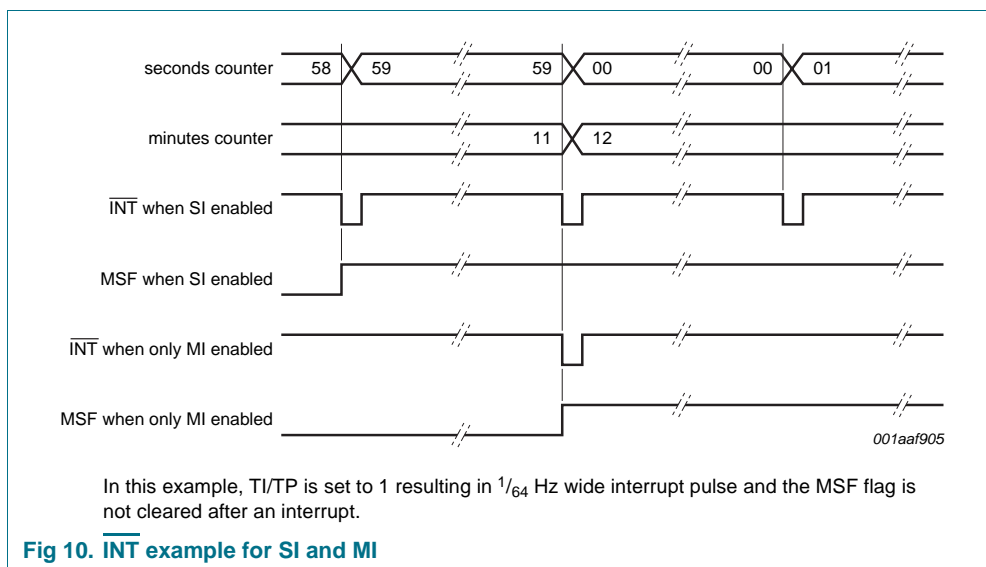 seconds counter 58 59 59 00 00 01
minutes counter 11 12
INT when SI enabled
MSF when SI enabled
INT when only MI enabled
MSF when only MI enabled
001aaf905
In this example, TI/TP is set to 1 resulting in 1/64 Hz wide interrupt pulse and the MSF flag is
not cleared after an interrupt.
Fig 10. INT example for SI and MI